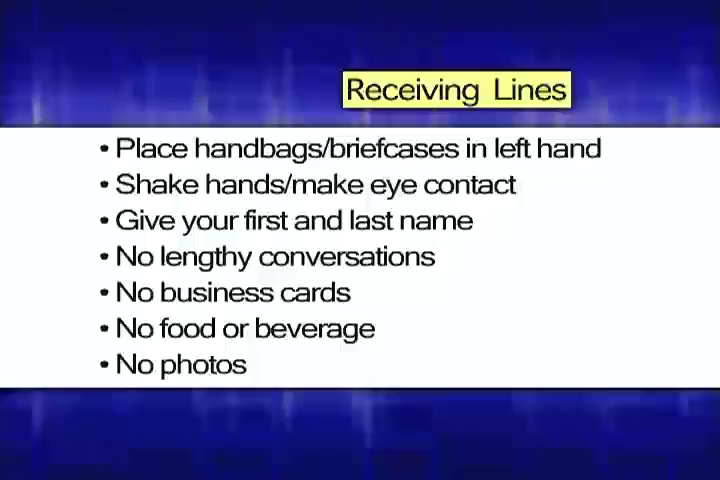 Receiving Lines
• Place handbags/briefcases in left hand
• Shake hands/make eye contact
• Give your first and last name
• No lengthy conversations
• No business cards
• No food or beverage
• No photos